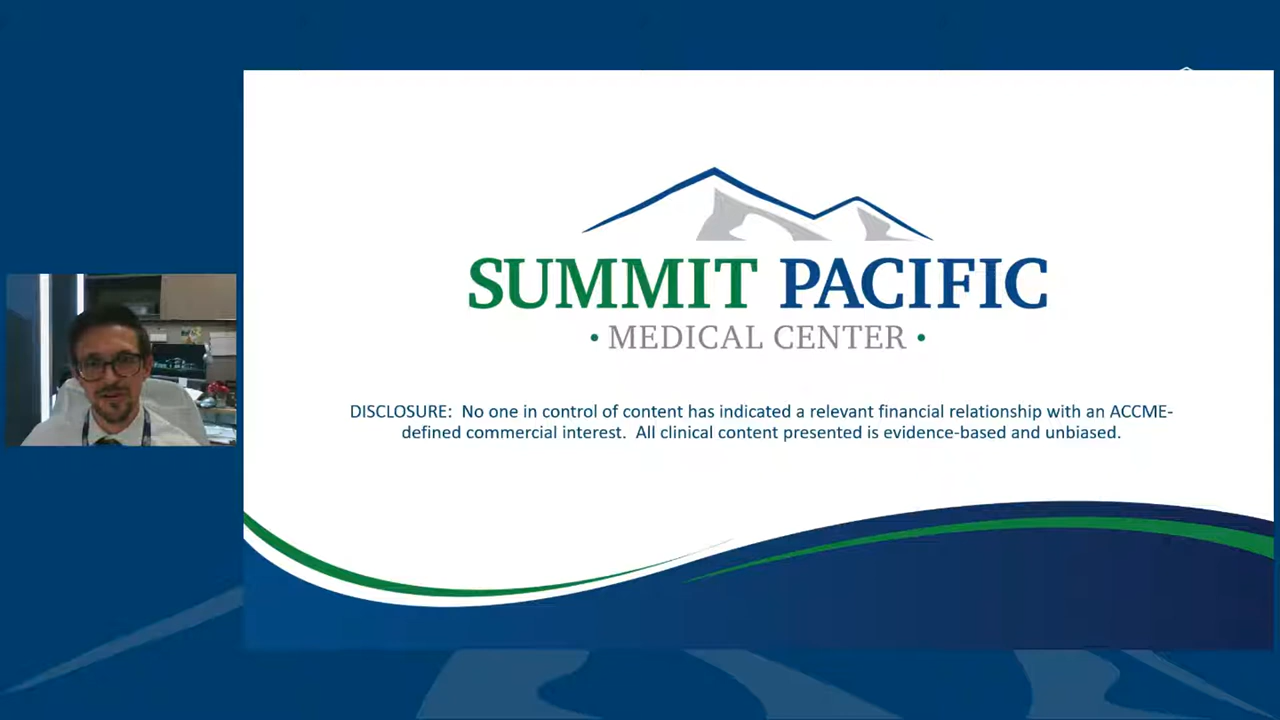 SUMMIT PACIFIC
• MEDICAL CENTER •
DISCLOSURE: No one in control of content has indicated a relevant financial relationship with an ACCME-
defined commercial interest. All clinical content presented is evidence-based and unbiased.